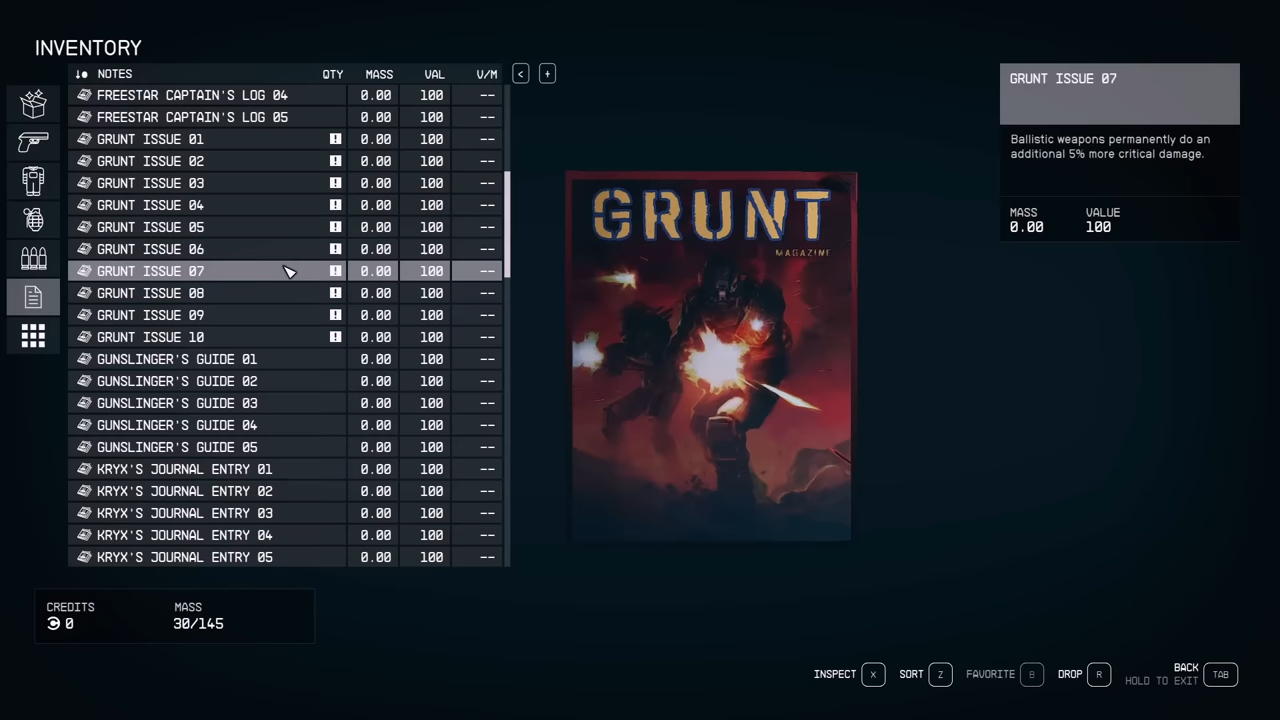 INVENTORY
NOTES QTY MASS VAL V/M < +
FREESTAR CAPTAIN'S LOG 04 0.00 100 --
FREESTAR CAPTAIN'S LOG 05 0.00 100 --
GRUNT ISSUE 01 ! 0.00 100 --
GRUNT ISSUE 02 ! 0.00 100 --
GRUNT ISSUE 03 ! 0.00 100 --
GRUNT ISSUE 04 ! 0.00 100 --
GRUNT ISSUE 05 ! 0.00 100 --
GRUNT ISSUE 06 ! 0.00 100 --
GRUNT ISSUE 07 ! 0.00 100 --
GRUNT ISSUE 08 ! 0.00 100 --
GRUNT ISSUE 09 ! 0.00 100 --
GRUNT ISSUE 10 ! 0.00 100 --
GUNSLINGER'S GUIDE 01 0.00 100 --
GUNSLINGER'S GUIDE 02 0.00 100 --
GUNSLINGER'S GUIDE 03 0.00 100 --
GUNSLINGER'S GUIDE 04 0.00 100 --
GUNSLINGER'S GUIDE 05 0.00 100 --
KRYX'S JOURNAL ENTRY 01 0.00 100 --
KRYX'S JOURNAL ENTRY 02 0.00 100 --
KRYX'S JOURNAL ENTRY 03 0.00 100 --
KRYX'S JOURNAL ENTRY 04 0.00 100 --
KRYX'S JOURNAL ENTRY 05 0.00 100 --
GRUNT
MAGAZINE
GRUNT ISSUE 07
Ballistic weapons permanently do an
additional 5% more critical damage.
MASS VALUE
0.00 100
CREDITS MASS
0 30/145
INSPECT X SORT Z FAVORITE B DROP R BACK TAB
HOLD TO EXIT